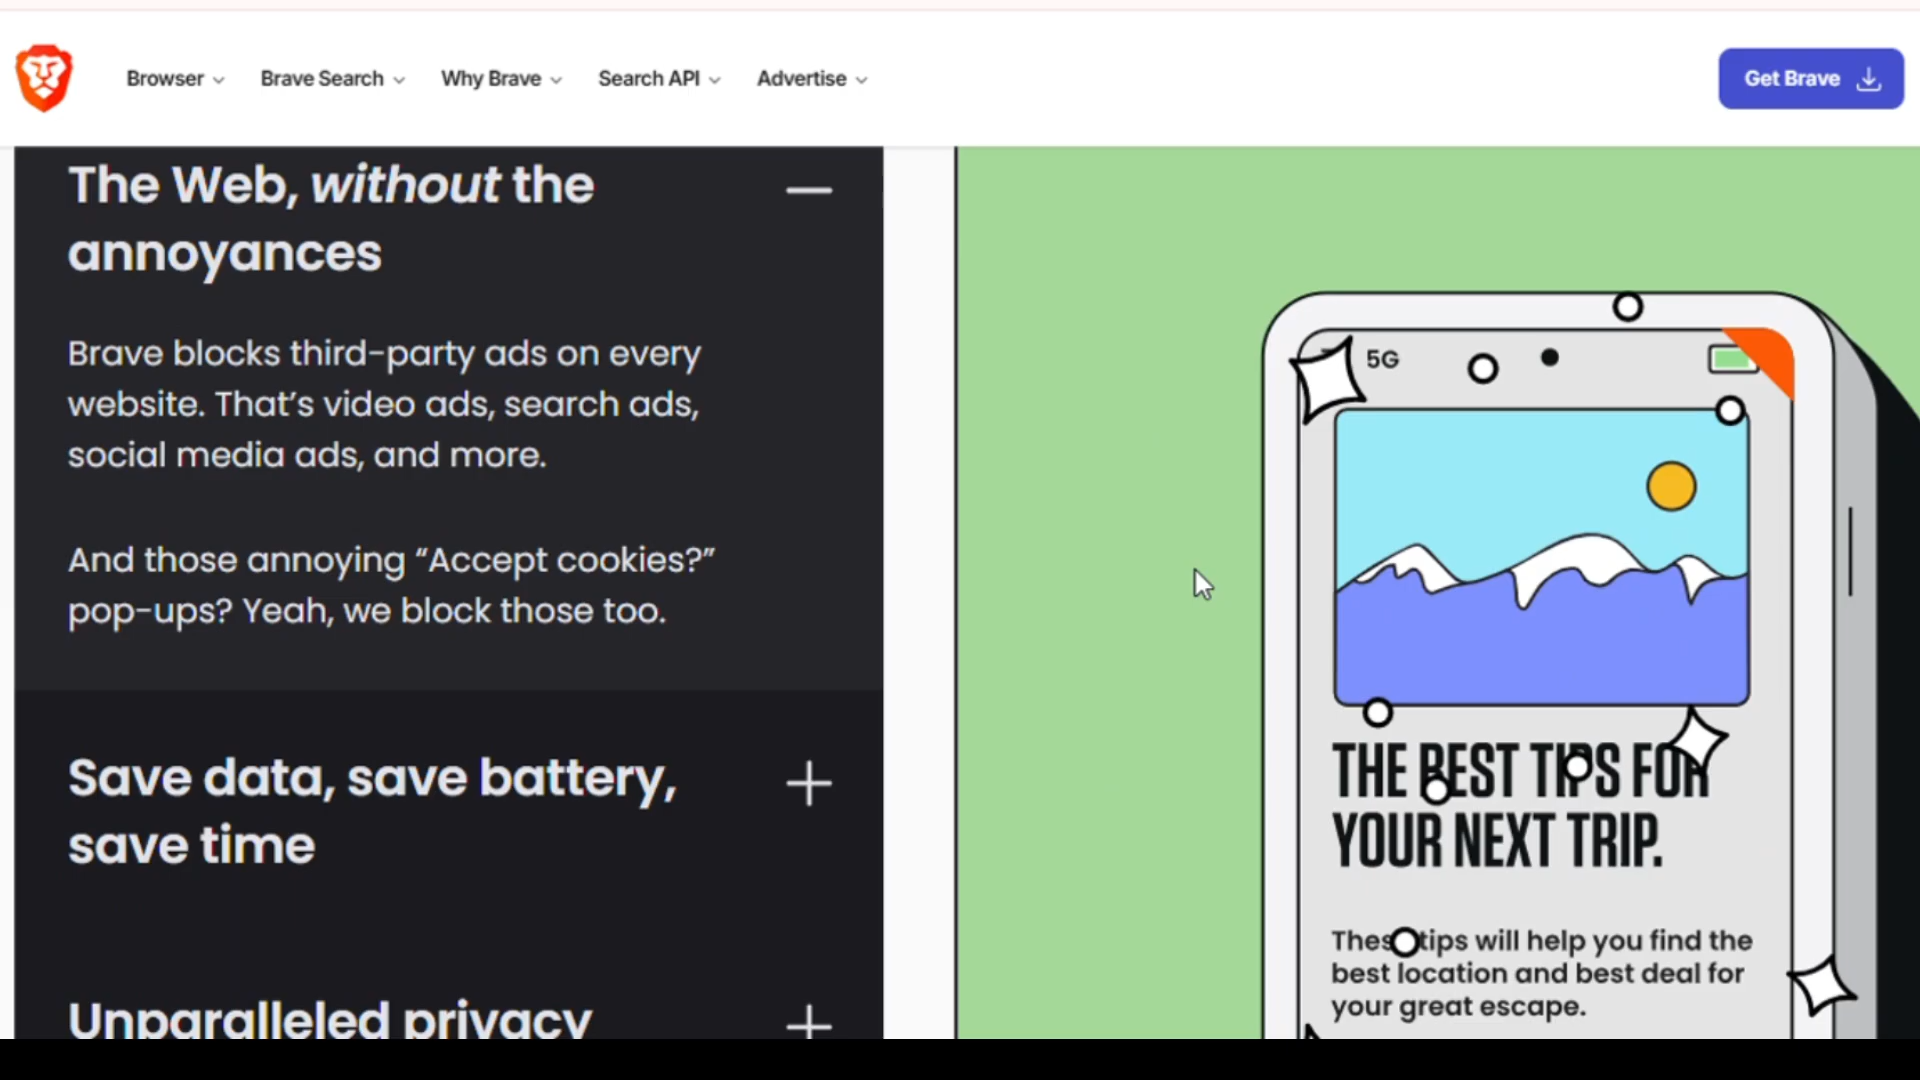 Browser Brave Search Why Brave Search API Advertise Get Brave
The Web, without the
annoyances
Brave blocks third-party ads on every
website. That’s video ads, search ads,
social media ads, and more.
And those annoying “Accept cookies?”
pop-ups? Yeah, we block those too.
Save data, save battery,
save time
Unparalleled privacy
5G
THE BEST TIPS FOR
YOUR NEXT TRIP.
These tips will help you find the
best location and best deal for
your great escape.